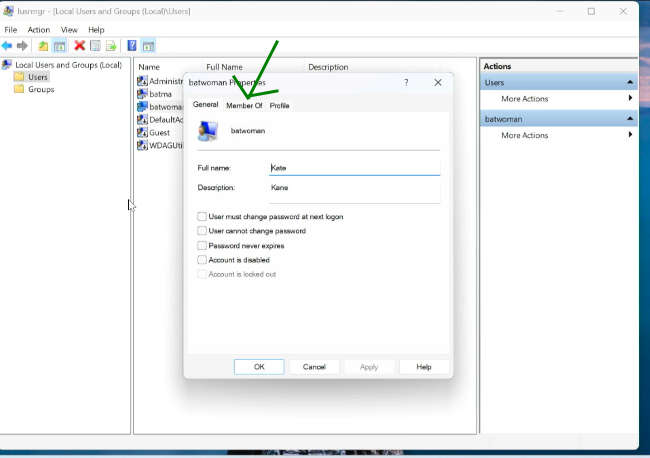 lusrmgr - [Local Users and Groups (Local)\Users]
File Action View Help
Local Users and Groups (Local)
Users
Groups
Name Full Name Description
Administr
batma
batwoma
DefaultAc
Guest
WDAGUti
batwoman Properties
General Member Of Profile
batwoman
Full name: Kate
Description: Kane
User must change password at next logon
User cannot change password
Password never expires
Account is disabled
Account is locked out
OK Cancel Apply Help
Actions
Users
More Actions
batwoman
More Actions